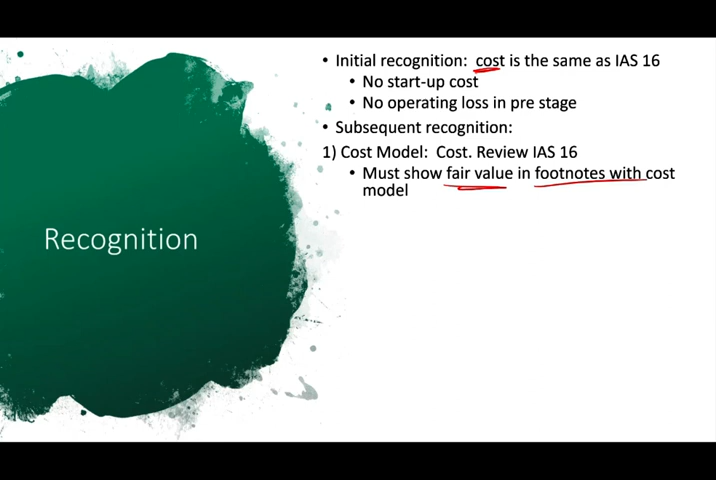 Recognition
• Initial recognition: cost is the same as IAS 16
• No start-up cost
• No operating loss in pre stage
• Subsequent recognition:
1) Cost Model: Cost. Review IAS 16
• Must show fair value in footnotes with cost
model